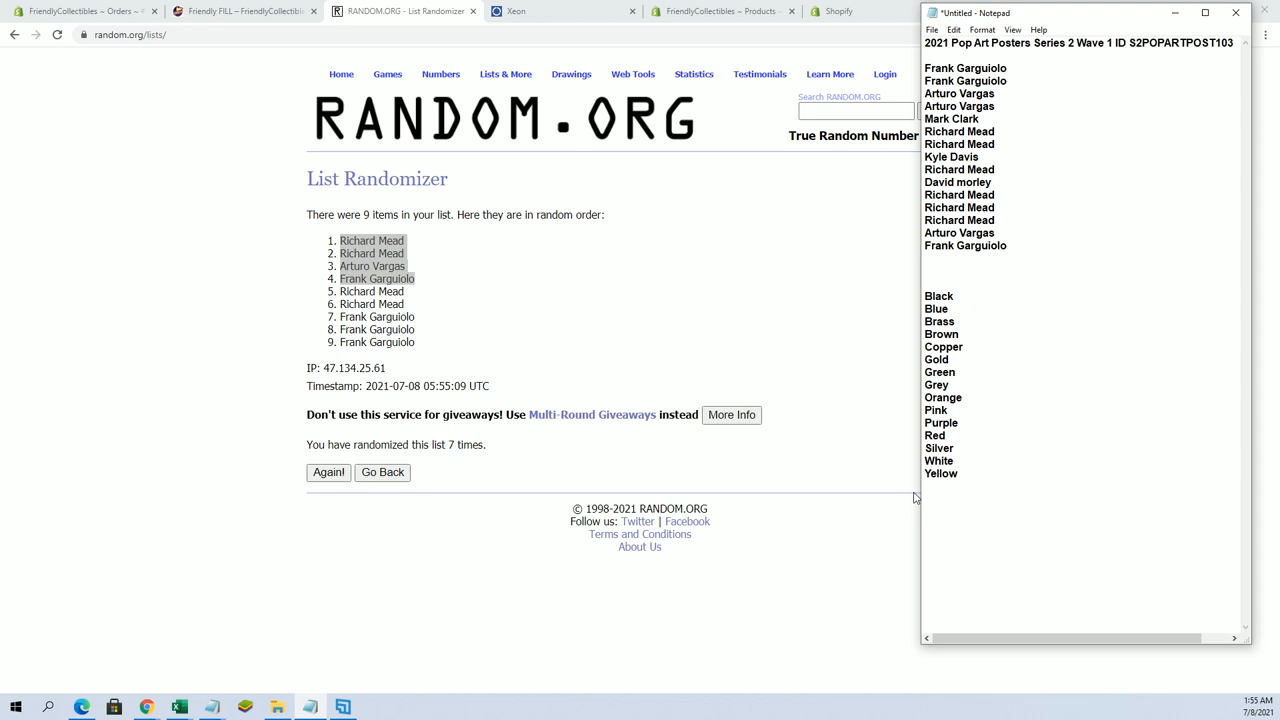 FriendlyCollectibles ~ Orders ~ F
Friendly FILL – FriendlyCollectible
RANDOM.ORG - List Randomizer
Xeon
FriendlyCollectibles ~ Products ~
Shopify
random.org/lists/
Home Games Numbers Lists & More Drawings Web Tools Statistics Testimonials Learn More Login
RANDOM.ORG
Search RANDOM.ORG
True Random Number
List Randomizer
There were 9 items in your list. Here they are in random order:
1. Richard Mead
2. Richard Mead
3. Arturo Vargas
4. Frank Garguiolo
5. Richard Mead
6. Richard Mead
7. Frank Garguiolo
8. Frank Garguiolo
9. Frank Garguiolo
IP: 47.134.25.61
Timestamp: 2021-07-08 05:55:09 UTC
Don't use this service for giveaways! Use Multi-Round Giveaways instead More Info
You have randomized this list 7 times.
Again! Go Back
© 1998-2021 RANDOM.ORG
Follow us: Twitter | Facebook
Terms and Conditions
About Us
*Untitled - Notepad
File Edit Format View Help
2021 Pop Art Posters Series 2 Wave 1 ID S2POPARTPOST103
Frank Garguiolo
Frank Garguiolo
Arturo Vargas
Arturo Vargas
Mark Clark
Richard Mead
Richard Mead
Kyle Davis
Richard Mead
David morley
Richard Mead
Richard Mead
Richard Mead
Arturo Vargas
Frank Garguiolo
Black
Blue
Brass
Brown
Copper
Gold
Green
Grey
Orange
Pink
Purple
Red
Silver
White
Yellow
1:55 AM
7/8/2021